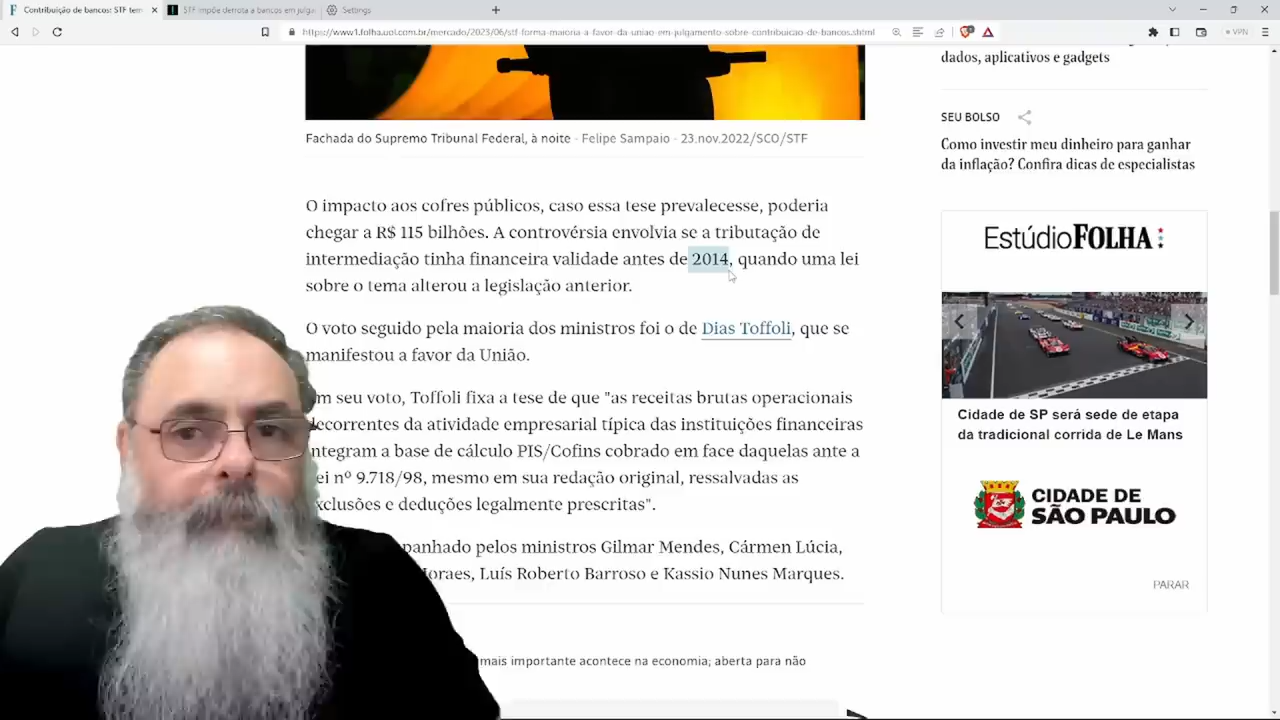 Contribuição de bancos: STF tem
STF impõe derrota a bancos em julga
Settings
https://www1.folha.uol.com.br/mercado/2023/06/stf-forma-maioria-a-favor-da-uniao-em-julgamento-sobre-contribuicao-de-bancos.shtml
VPN
Fachada do Supremo Tribunal Federal, à noite - Felipe Sampaio - 23.nov.2022/SCO/STF
O impacto aos cofres públicos, caso essa tese prevalecesse, poderia
chegar a R$ 115 bilhões. A controvérsia envolvia se a tributação de
intermediação tinha financeira validade antes de 2014, quando uma lei
sobre o tema alterou a legislação anterior.
O voto seguido pela maioria dos ministros foi o de Dias Toffoli, que se
manifestou a favor da União.
m seu voto, Toffoli fixa a tese de que "as receitas brutas operacionais
decorrentes da atividade empresarial típica das instituições financeiras
integram a base de cálculo PIS/Cofins cobrado em face daquelas ante a
lei nº 9.718/98, mesmo em sua redação original, ressalvadas as
exclusões e deduções legalmente prescritas".
panhado pelos ministros Gilmar Mendes, Cármen Lúcia,
Moraes, Luís Roberto Barroso e Kassio Nunes Marques.
mais importante acontece na economia; aberta para não
dados, aplicativos e gadgets
SEU BOLSO
Como investir meu dinheiro para ganhar
da inflação? Confira dicas de especialistas
Estúdio FOLHA
Cidade de SP será sede de etapa
da tradicional corrida de Le Mans
CIDADE DE
SÃO PAULO
PARAR